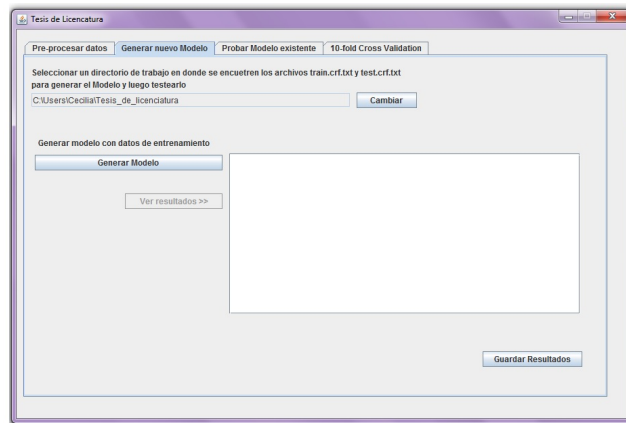 Tesis de Licencatura
Pre-procesar datos Generar nuevo Modelo Probar Modelo existente 10-fold Cross Validation
Seleccionar un directorio de trabajo en donde se encuetren los archivos train.crf.txt y test.crf.txt
para generar el Modelo y luego testearlo
C:\Users\Cecilia\Tesis_de_licenciatura Cambiar
Generar modelo con datos de entrenamiento
Generar Modelo
Ver resultados >>
Guardar Resultados